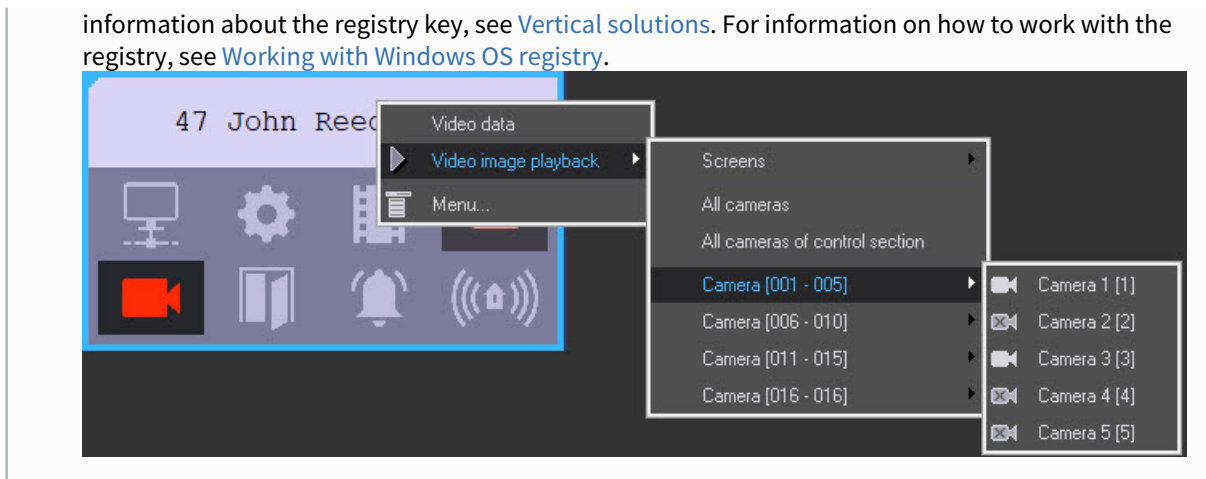 information about the registry key, see Vertical solutions. For information on how to work with the
registry, see Working with Windows OS registry.
47 John Reed
Video data
Video image playback
Menu...
Screens
All cameras
All cameras of control section
Camera [001 - 005]
Camera [006 - 010]
Camera [011 - 015]
Camera [016 - 016]
Camera 1 [1]
Camera 2 [2]
Camera 3 [3]
Camera 4 [4]
Camera 5 [5]